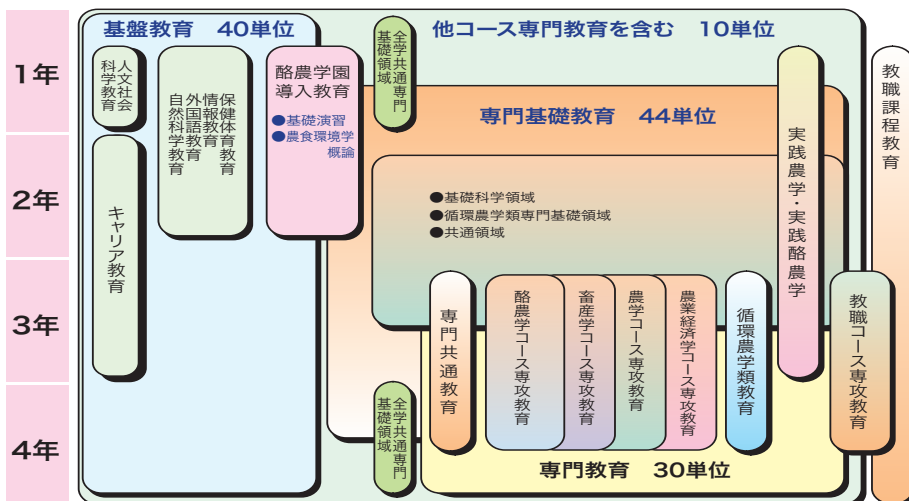 基盤教育 40単位
他コース専門教育を含む 10単位
1年
2年
3年
4年
人文社会
科学教育
キャリア教育
保健体育教育
情報教育
外国語教育
自然科学教育
酪農学園
導入教育
●基礎演習
●農食環境学
概論
全学共通専門
基礎領域
専門基礎教育 44単位
●基礎科学領域
●循環農学類専門基礎領域
●共通領域
実践農学・実践酪農学
教職課程教育
専門共通教育
酪農学コース専攻教育
畜産学コース専攻教育
農学コース専攻教育
農業経済学コース専攻教育
循環農学類教育
教職コース専攻教育
全学共通専門
基礎領域
専門教育 30単位